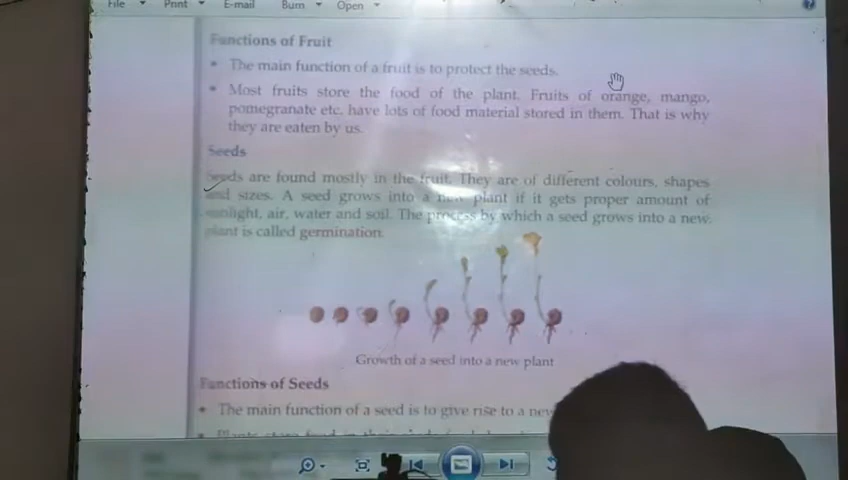 File Print E-mail Burn Open
Functions of Fruit
• The main function of a fruit is to protect the seeds.
• Most fruits store the food of the plant. Fruits of orange, mango,
pomegranate etc. have lots of food material stored in them. That is why
they are eaten by us.
Seeds
Seeds are found mostly in the fruit. They are of different colours, shapes
and sizes. A seed grows into a new plant if it gets proper amount of
sunlight, air, water and soil. The process by which a seed grows into a new
plant is called germination.
Growth of a seed into a new plant
Functions of Seeds
• The main function of a seed is to give rise to a new